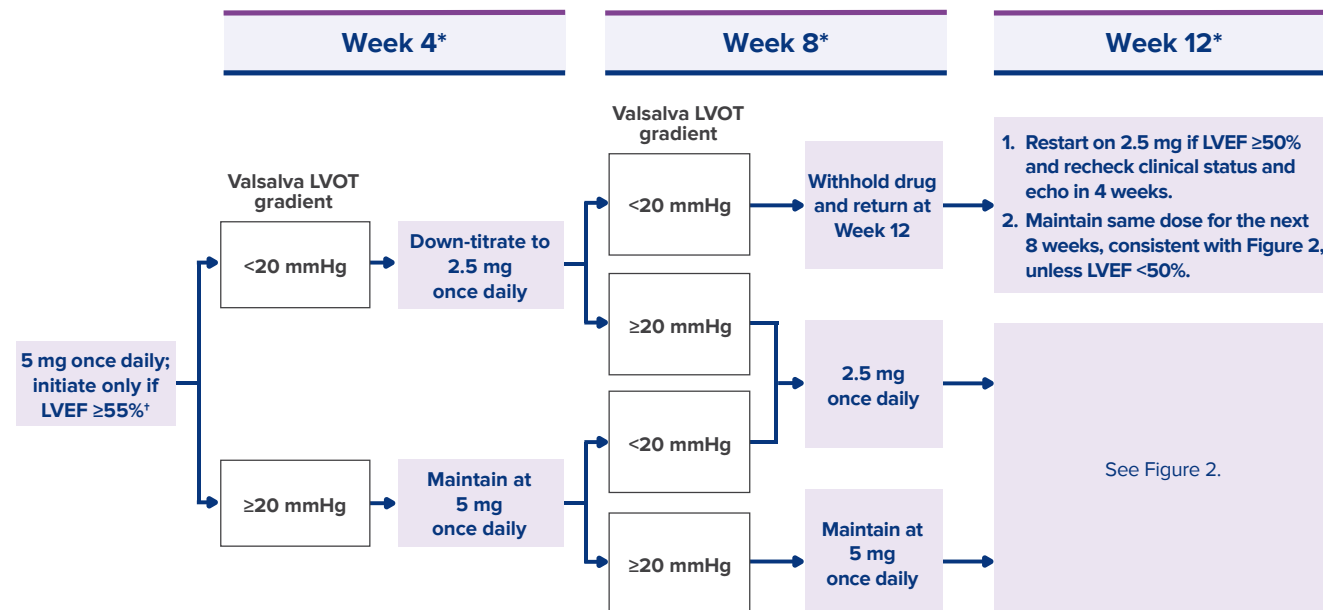 Week 4*
Week 8*
Week 12*
5 mg once daily;
initiate only if
LVEF ≥55%†
Valsalva LVOT
gradient
<20 mmHg
Down-titrate to
2.5 mg
once daily
≥20 mmHg
Maintain at
5 mg
once daily
Valsalva LVOT
gradient
<20 mmHg
Withhold drug
and return at
Week 12
≥20 mmHg
<20 mmHg
2.5 mg
once daily
≥20 mmHg
Maintain at
5 mg
once daily
1. Restart on 2.5 mg if LVEF ≥50%
and recheck clinical status and
echo in 4 weeks.
2. Maintain same dose for the next
8 weeks, consistent with Figure 2,
unless LVEF <50%.
See Figure 2.